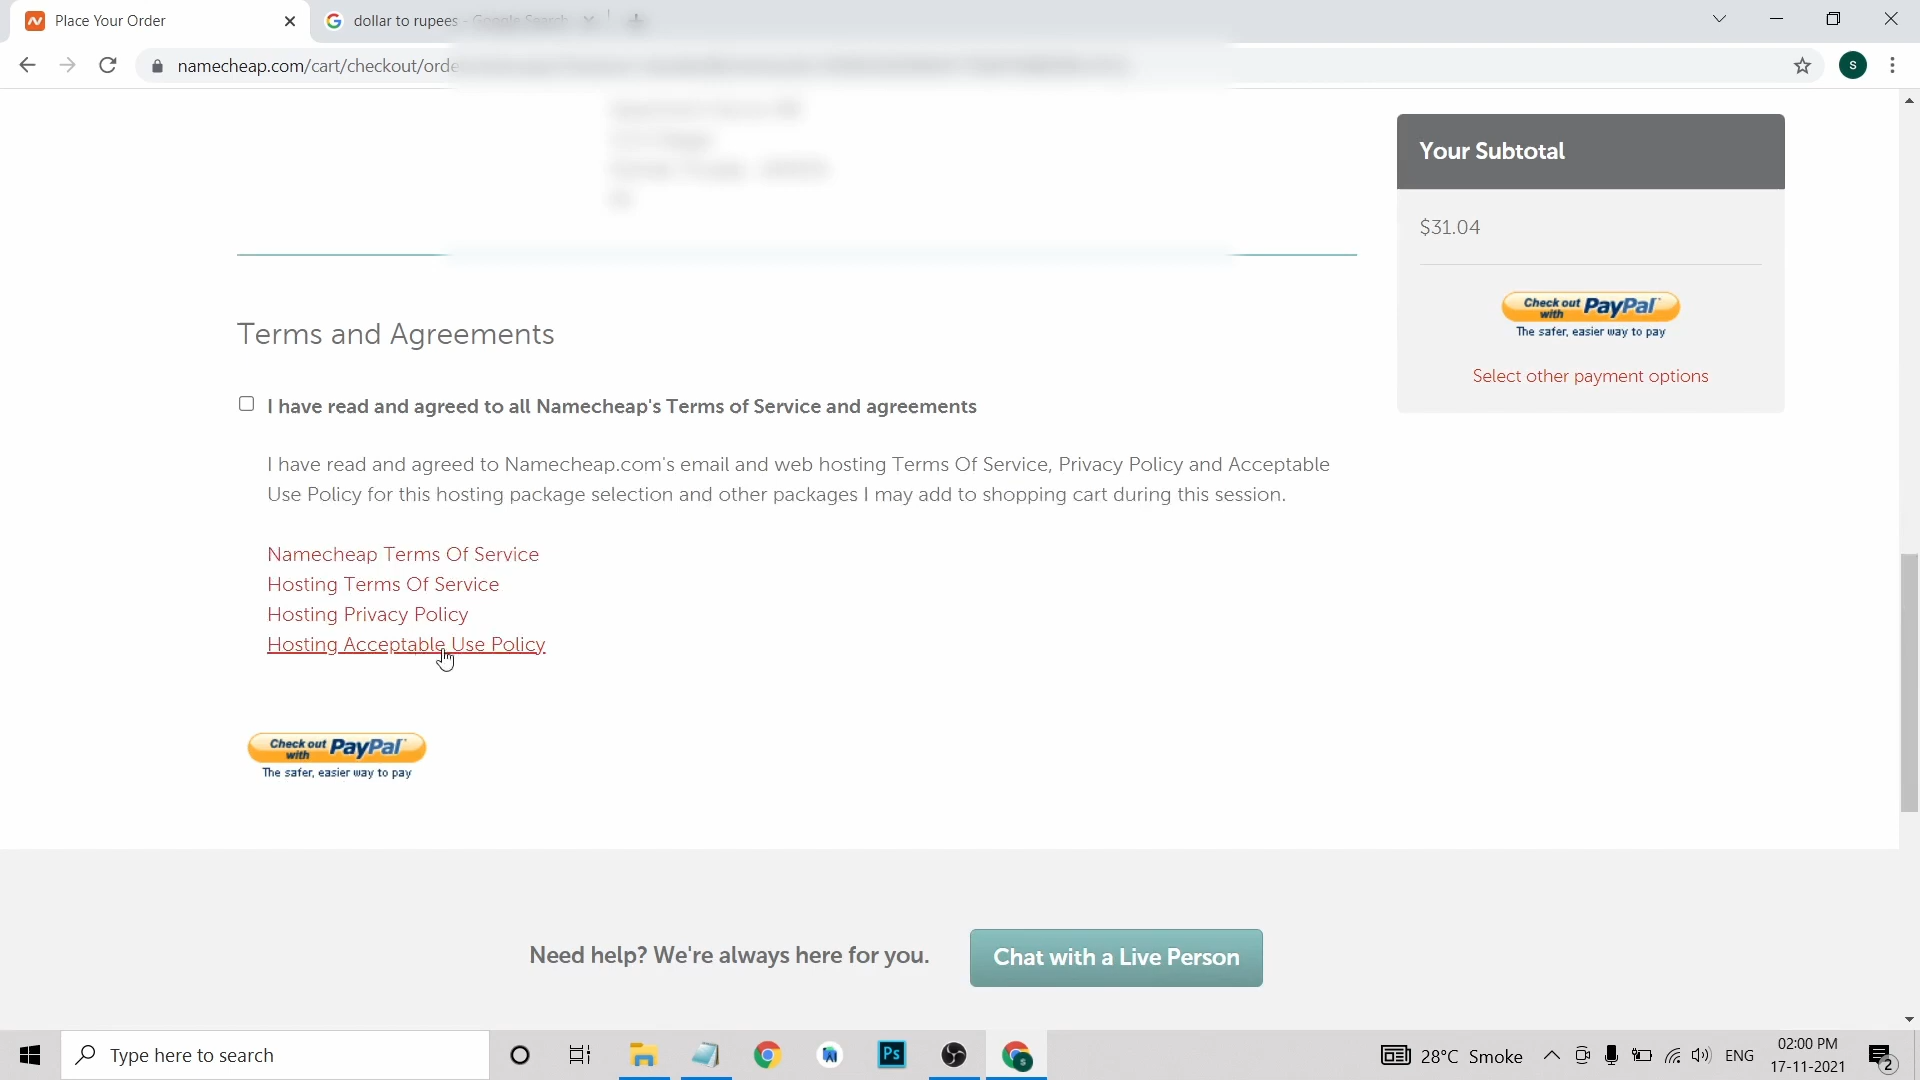 Place Your Order
dollar to rupees - Google Search
namecheap.com/cart/checkout/orde
S
Your Subtotal
$31.04
Check out with PayPal
The safer, easier way to pay
Select other payment options
Terms and Agreements
I have read and agreed to all Namecheap's Terms of Service and agreements
I have read and agreed to Namecheap.com's email and web hosting Terms Of Service, Privacy Policy and Acceptable
Use Policy for this hosting package selection and other packages I may add to shopping cart during this session.
Namecheap Terms Of Service
Hosting Terms Of Service
Hosting Privacy Policy
Hosting Acceptable Use Policy
Check out with PayPal
The safer, easier way to pay
Need help? We're always here for you.
Chat with a Live Person
Type here to search
Ps
S
28°C Smoke
ENG
02:00 PM
17-11-2021
2